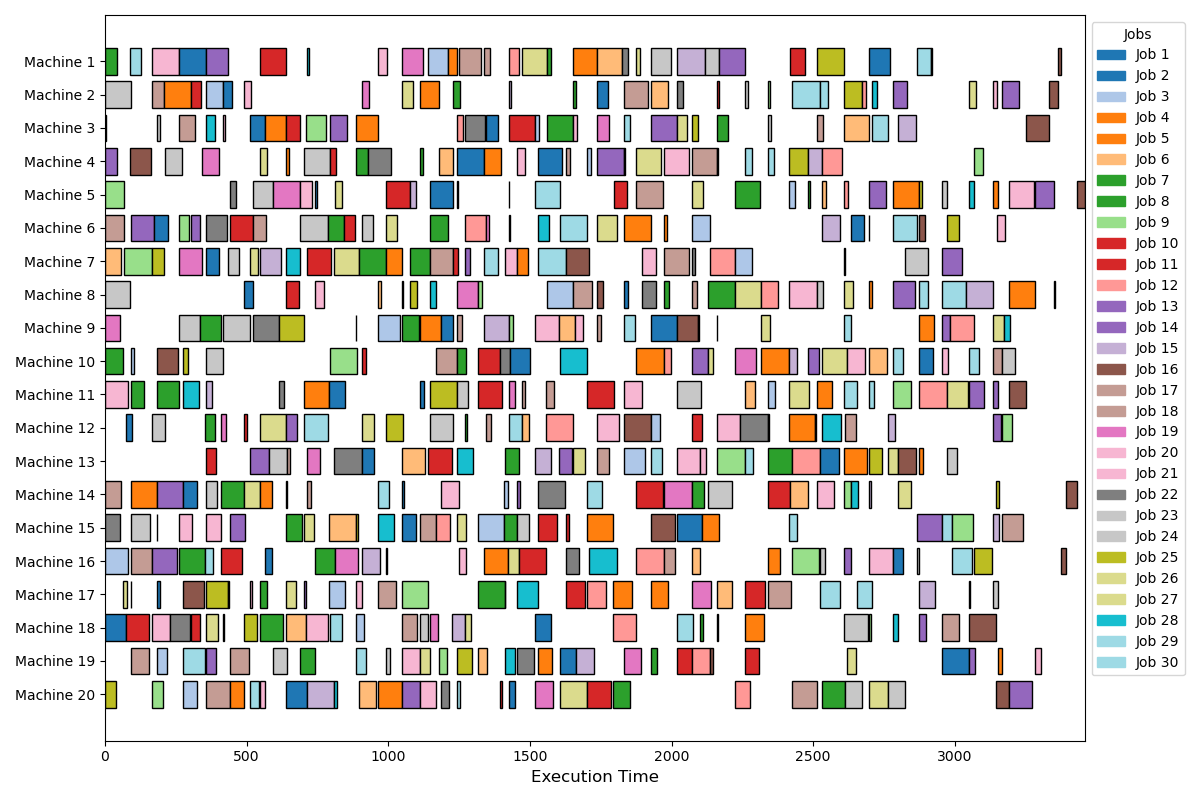 Machine 1
Machine 2
Machine 3
Machine 4
Machine 5
Machine 6
Machine 7
Machine 8
Machine 9
Machine 10
Machine 11
Machine 12
Machine 13
Machine 14
Machine 15
Machine 16
Machine 17
Machine 18
Machine 19
Machine 20
0 500 1000 1500 2000 2500 3000
Execution Time
Jobs
Job 1
Job 2
Job 3
Job 4
Job 5
Job 6
Job 7
Job 8
Job 9
Job 10
Job 11
Job 12
Job 13
Job 14
Job 15
Job 16
Job 17
Job 18
Job 19
Job 20
Job 21
Job 22
Job 23
Job 24
Job 25
Job 26
Job 27
Job 28
Job 29
Job 30